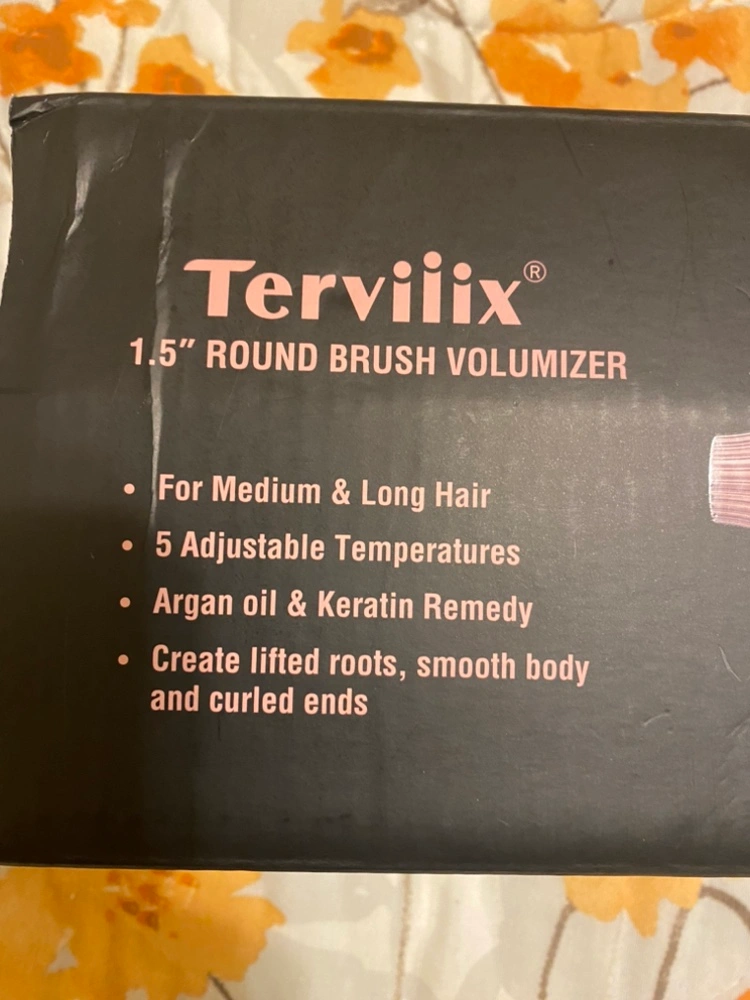 Tervilix®
1.5″ ROUND BRUSH VOLUMIZER
• For Medium & Long Hair
• 5 Adjustable Temperatures
• Argan oil & Keratin Remedy
• Create lifted roots, smooth body
and curled ends